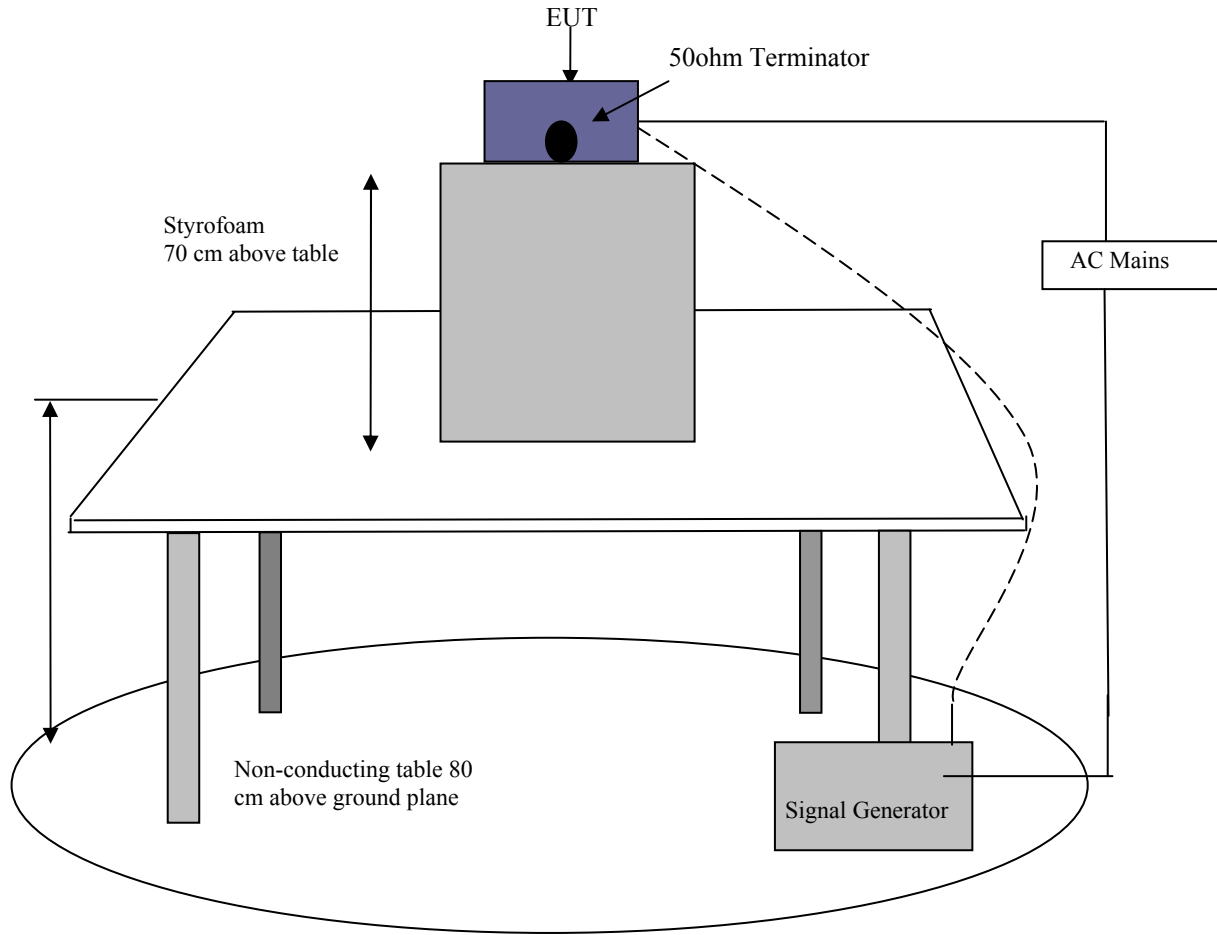 EUT
50ohm Terminator
Styrofoam
70 cm above table
AC Mains
Non-conducting table 80
cm above ground plane
Signal Generator